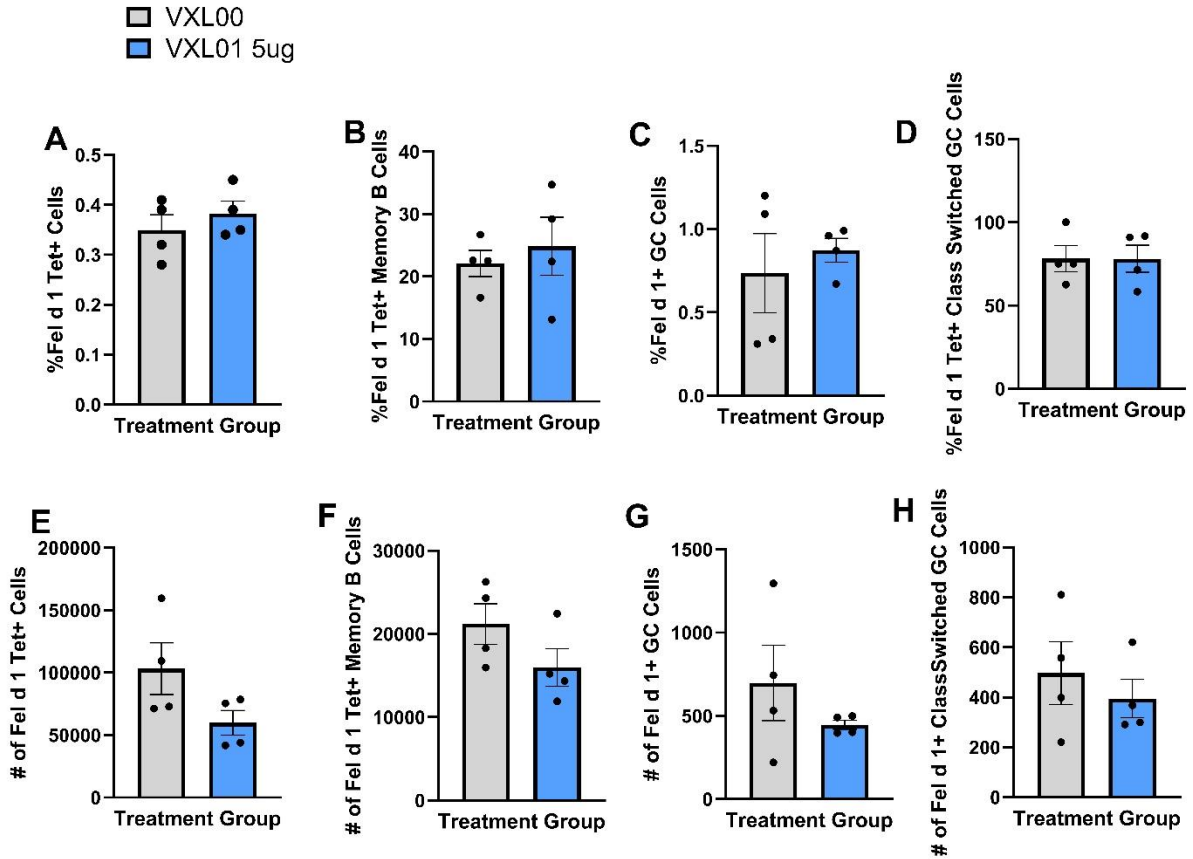 VXL00
VXL01 5ug
A
%Fel d 1 Tet+ Cells
0.5
0.4
0.3
0.2
0.1
0.0
Treatment Group
B
%Fel d 1 Tet+ Memory B Cells
40
30
20
10
0
Treatment Group
C
%Fel d 1+ GC Cells
1.5
1.0
0.5
0.0
Treatment Group
D
%Fel d 1 Tet+ Class Switched GC Cells
150
100
50
0
Treatment Group
E
# of Fel d 1 Tet+ Cells
200000
150000
100000
50000
0
Treatment Group
F
# of Fel d 1 Tet+ Memory B Cells
30000
20000
10000
0
Treatment Group
G
# of Fel d 1+ GC Cells
1500
1000
500
0
Treatment Group
H
# of Fel d 1+ ClassSwitched GC Cells
1000
800
600
400
200
0
Treatment Group